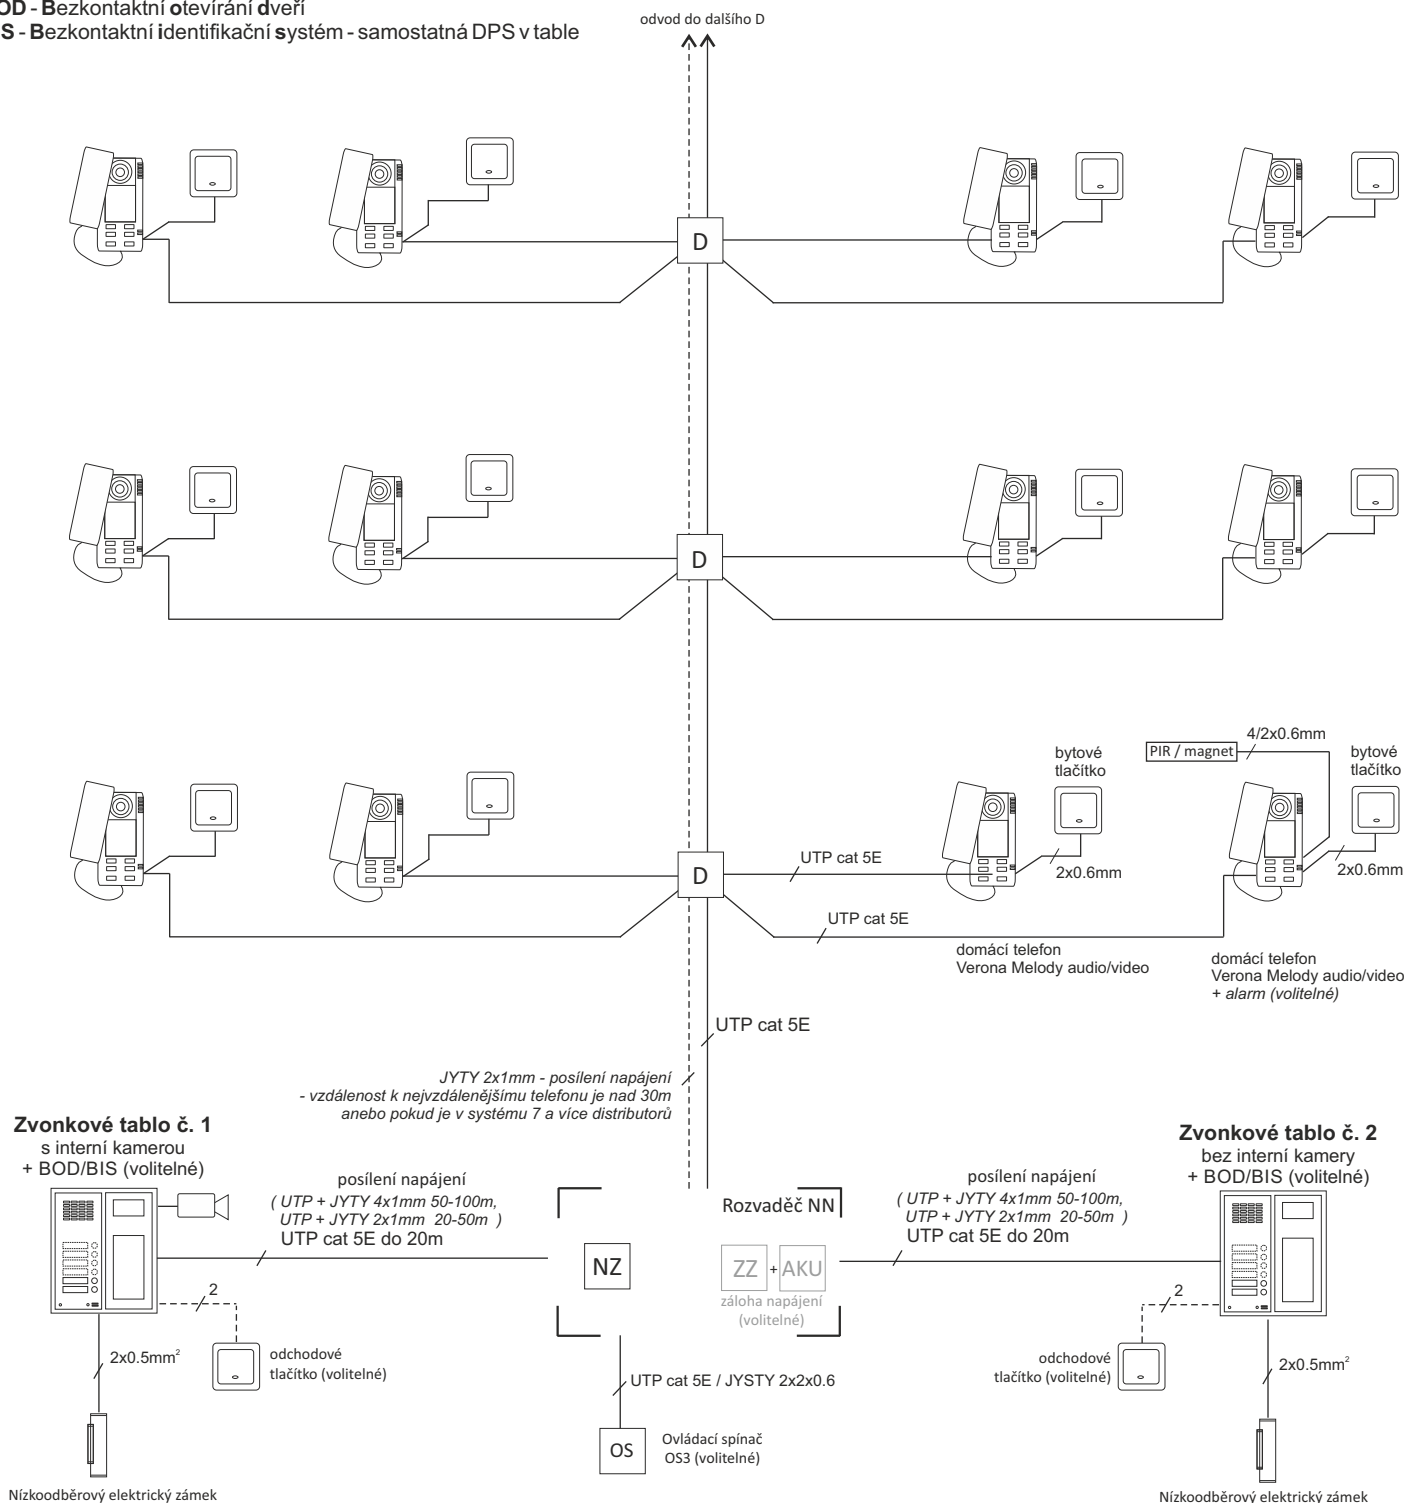 OD - Bezkontaktní otevírání dveří
S - Bezkontaktní identifikační systém - samostatná DPS v table
odvod do dalšího D
D
D
4/2x0.6mm
PIR / magnet
bytové
tlačítko
bytové
tlačítko
UTP cat 5E
D
2x0.6mm
2x0.6mm
UTP cat 5E
domácí telefon
Verona Melody audio/video
domácí telefon
Verona Melody audio/video
+ alarm (volitelné)
UTP cat 5E
JYTY 2x1mm - posílení napájení
- vzdálenost k nejvzdálenějšímu telefonu je nad 30m
anebo pokud je v systému 7 a více distributorů
Zvonkové tablo č. 1
s interní kamerou
+ BOD/BIS (volitelné)
posílení napájení
( UTP + JYTY 4x1mm 50-100m,
UTP + JYTY 2x1mm 20-50m )
UTP cat 5E do 20m
2
2x0.5mm²
odchodové
tlačítko (volitelné)
Nízkoodběrový elektrický zámek
Rozvaděč NN
NZ
ZZ + AKU
záloha napájení
(volitelné)
UTP cat 5E / JYSTY 2x2x0.6
OS
Ovládací spínač
OS3 (volitelné)
Zvonkové tablo č. 2
bez interní kamery
+ BOD/BIS (volitelné)
posílení napájení
( UTP + JYTY 4x1mm 50-100m,
UTP + JYTY 2x1mm 20-50m )
UTP cat 5E do 20m
2
odchodové
tlačítko (volitelné)
2x0.5mm²
Nízkoodběrový elektrický zámek